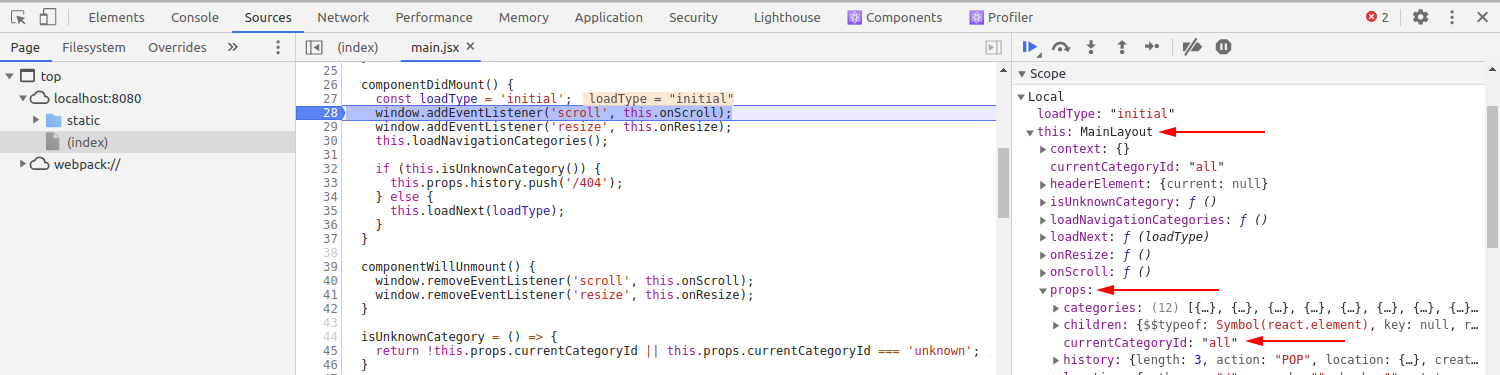 Elements Console Sources Network Performance Memory Application Security Lighthouse Components Profiler 2
Page Filesystem Overrides
top
localhost:8080
static
(index)
webpack://
(index) main.jsx
25
26 componentDidMount() {
27 const loadType = 'initial'; loadType = "initial"
28 window.addEventListener('scroll', this.onScroll);
29 window.addEventListener('resize', this.onResize);
30 this.loadNavigationCategories();
31
32 if (this.isUnknownCategory()) {
33 this.props.history.push('/404');
34 } else {
35 this.loadNext(loadType);
36 }
37 }
38
39 componentWillUnmount() {
40 window.removeEventListener('scroll', this.onScroll);
41 window.removeEventListener('resize', this.onResize);
42 }
43
44 isUnknownCategory = () => {
45 return !this.props.currentCategoryId || this.props.currentCategoryId === 'unknown';
46 }
Scope
Local
loadType: "initial"
this: MainLayout
context: {}
currentCategoryId: "all"
headerElement: {current: null}
isUnknownCategory: ƒ ()
loadNavigationCategories: ƒ ()
loadNext: ƒ (loadType)
onResize: ƒ ()
onScroll: ƒ ()
props:
categories: (12) [{…}, {…}, {…}, {…}, {…}, {…}, {…}, {…}…
children: {$$typeof: Symbol(react.element), key: null, r…
currentCategoryId: "all"
history: {length: 3, action: "POP", location: {…}, creat…